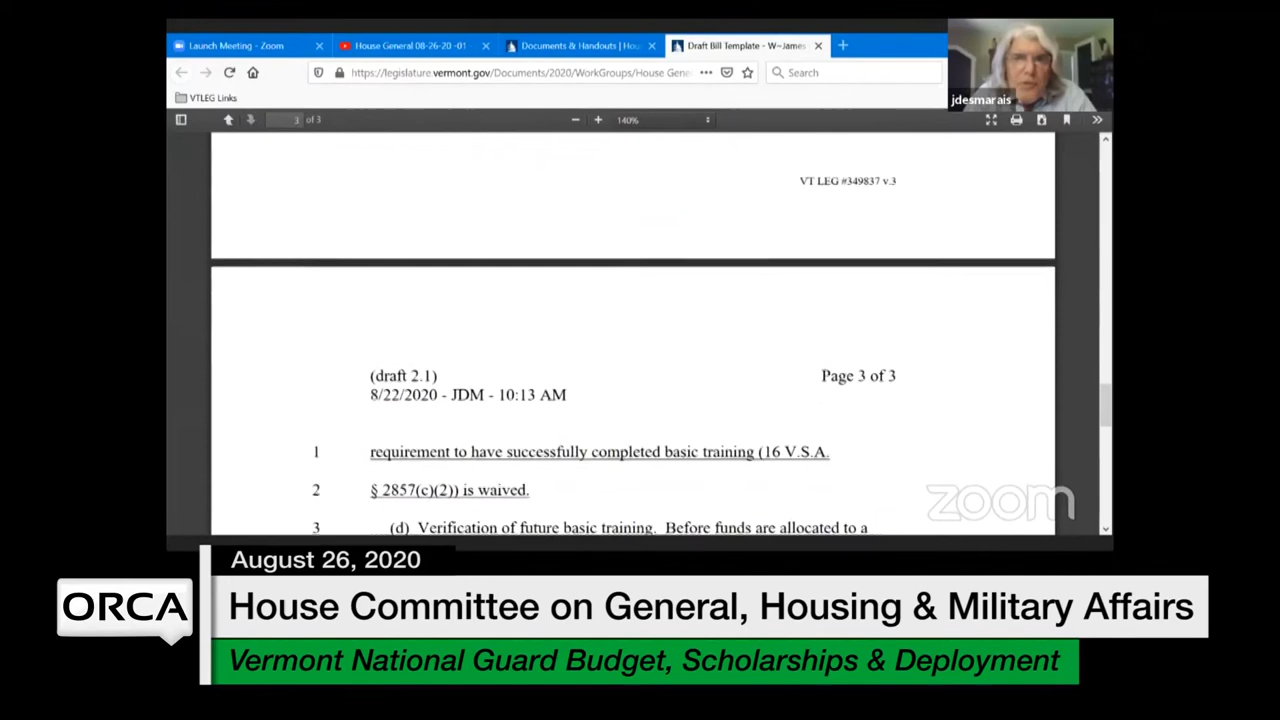 Launch Meeting - Zoom
House General 08-26-20 -01
Documents & Handouts | Hou
Draft Bill Template - W~James
https://legislature.vermont.gov/Documents/2020/WorkGroups/House Gene
Search
VTLEG Links
jdesmarais
3 of 3
140%
VT LEG #349837 v.3
(draft 2.1)
Page 3 of 3
8/22/2020 - JDM - 10:13 AM
1 requirement to have successfully completed basic training (16 V.S.A.
2 § 2857(c)(2)) is waived.
3 (d) Verification of future basic training. Before funds are allocated to a
zoom
August 26, 2020
ORCA
House Committee on General, Housing & Military Affairs
Vermont National Guard Budget, Scholarships & Deployment